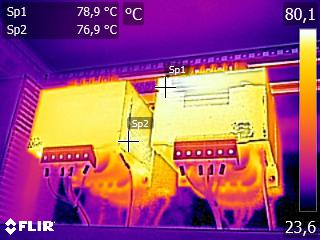 Sp1 78,9 °C °C 80,1
Sp2 76,9 °C
Sp1
Sp2
FLIR 23,6